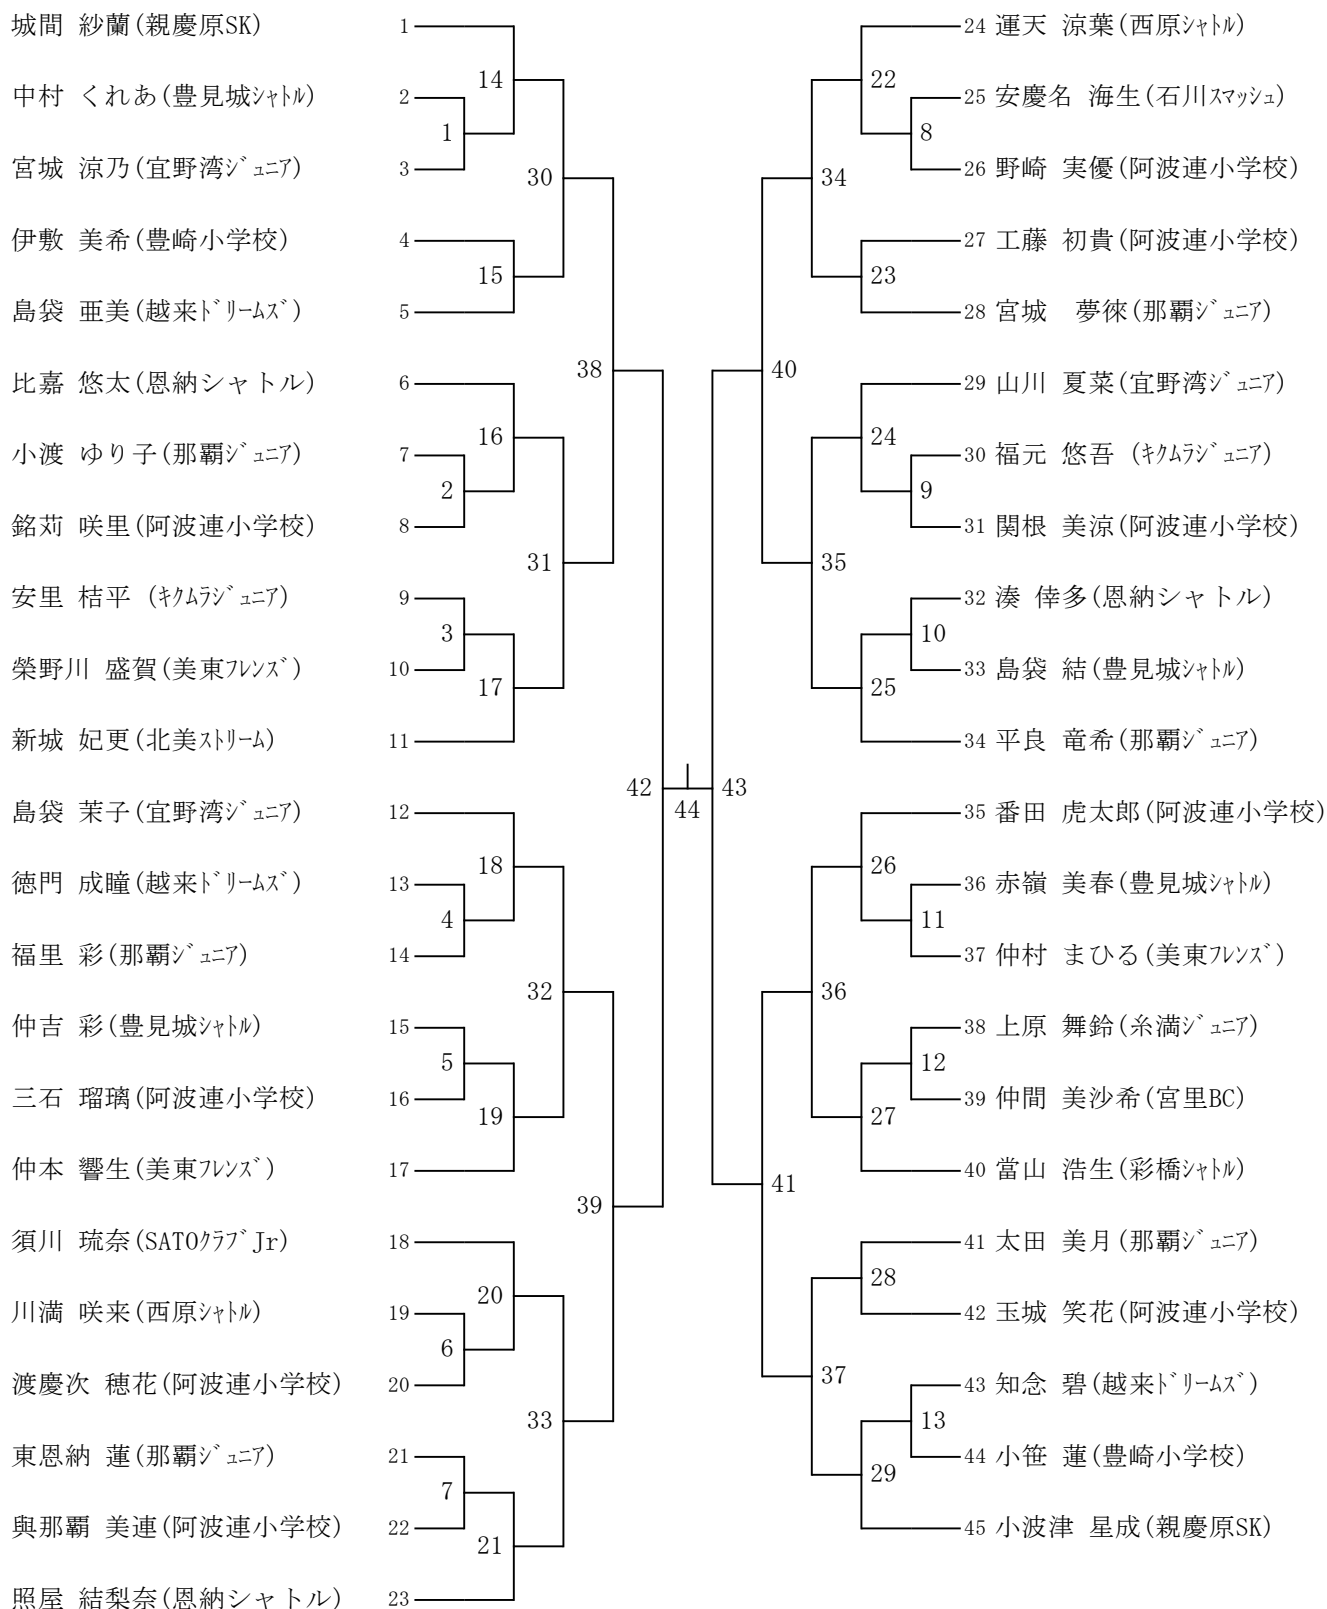 城間 紗蘭(親慶原SK) 1
中村 くれあ(豊見城ｼｬﾄﾙ) 2
宮城 涼乃(宜野湾ｼﾞｭﾆｱ) 3
伊敷 美希(豊崎小学校) 4
島袋 亜美(越来ﾄﾞﾘｰﾑｽﾞ) 5
比嘉 悠太(恩納シャトル) 6
小渡 ゆり子(那覇ｼﾞｭﾆｱ) 7
銘苅 咲里(阿波連小学校) 8
安里 桔平 (ｷｸﾑﾗｼﾞｭﾆｱ) 9
榮野川 盛賀(美東ﾌﾚﾝｽﾞ) 10
新城 妃更(北美ｽﾄﾘｰﾑ) 11
島袋 茉子(宜野湾ｼﾞｭﾆｱ) 12
徳門 成瞳(越来ﾄﾞﾘｰﾑｽﾞ) 13
福里 彩(那覇ｼﾞｭﾆｱ) 14
仲吉 彩(豊見城ｼｬﾄﾙ) 15
三石 瑠璃(阿波連小学校) 16
仲本 響生(美東ﾌﾚﾝｽﾞ) 17
須川 琉奈(SATOｸﾗﾌﾞJr) 18
川満 咲来(西原ｼｬﾄﾙ) 19
渡慶次 穂花(阿波連小学校) 20
東恩納 蓮(那覇ｼﾞｭﾆｱ) 21
與那覇 美連(阿波連小学校) 22
照屋 結梨奈(恩納シャトル) 23
14
1
30
15
38
16
2
31
3
17
42
18
4
32
5
19
39
20
6
33
7
21
44
43
22
8
34
23
40
24
9
35
10
25
26
11
36
12
27
41
28
37
13
29
24 運天 涼葉(西原ｼｬﾄﾙ)
25 安慶名 海生(石川ｽﾏｯｼｭ)
26 野崎 実優(阿波連小学校)
27 工藤 初貴(阿波連小学校)
28 宮城　夢徠(那覇ｼﾞｭﾆｱ)
29 山川 夏菜(宜野湾ｼﾞｭﾆｱ)
30 福元 悠吾 (ｷｸﾑﾗｼﾞｭﾆｱ)
31 関根 美涼(阿波連小学校)
32 湊 倖多(恩納シャトル)
33 島袋 結(豊見城ｼｬﾄﾙ)
34 平良 竜希(那覇ｼﾞｭﾆｱ)
35 番田 虎太郎(阿波連小学校)
36 赤嶺 美春(豊見城ｼｬﾄﾙ)
37 仲村 まひる(美東ﾌﾚﾝｽﾞ)
38 上原 舞鈴(糸満ｼﾞｭﾆｱ)
39 仲間 美沙希(宮里BC)
40 當山 浩生(彩橋ｼｬﾄﾙ)
41 太田 美月(那覇ｼﾞｭﾆｱ)
42 玉城 笑花(阿波連小学校)
43 知念 碧(越来ﾄﾞﾘｰﾑｽﾞ)
44 小笹 蓮(豊崎小学校)
45 小波津 星成(親慶原SK)